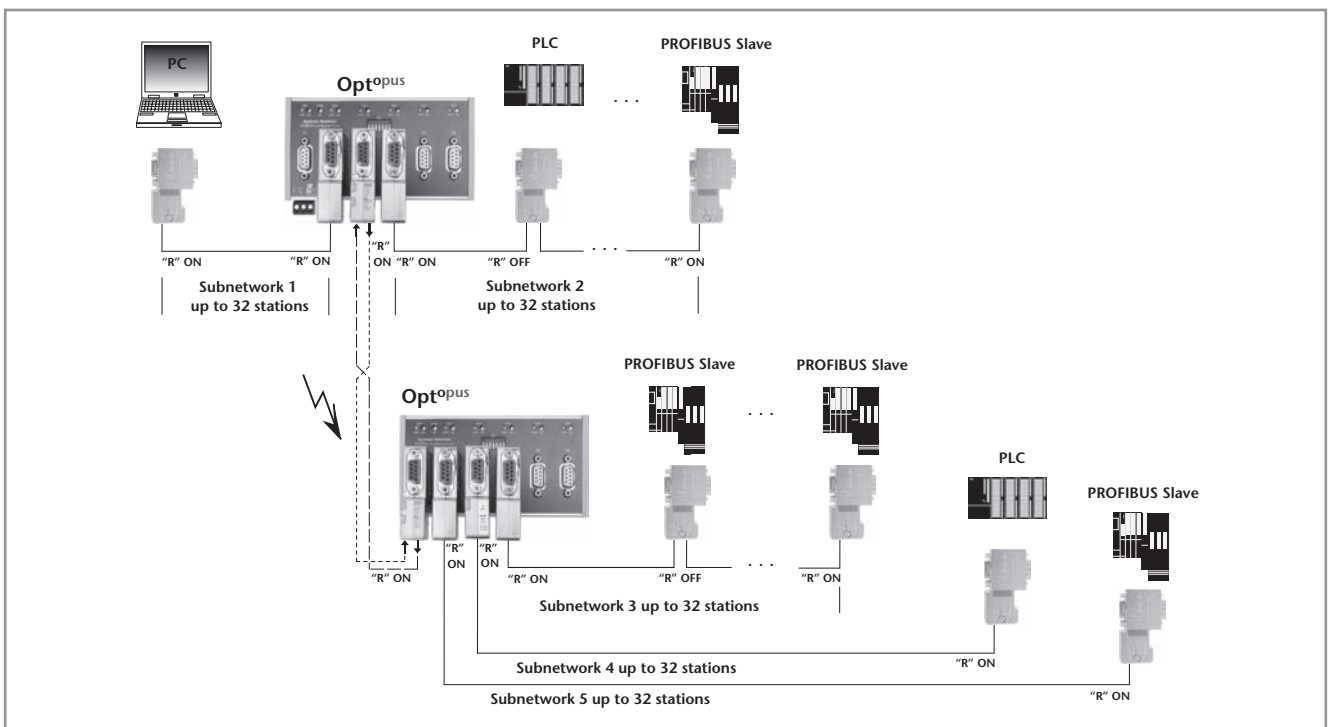 PLC
PROFIBUS Slave
PC
Optopus
. . .
"R" ON
"R" ON
"R" ON
"R" ON
"R" OFF
. . .
"R" ON
Subnetwork 1
up to 32 stations
Subnetwork 2
up to 32 stations
PROFIBUS Slave
PROFIBUS Slave
Optopus
. . .
PLC
PROFIBUS Slave
"R" ON
"R" ON
"R" ON
"R" ON
"R" OFF
. . .
"R" ON
Subnetwork 3 up to 32 stations
Subnetwork 4 up to 32 stations
"R" ON
Subnetwork 5 up to 32 stations
"R" ON